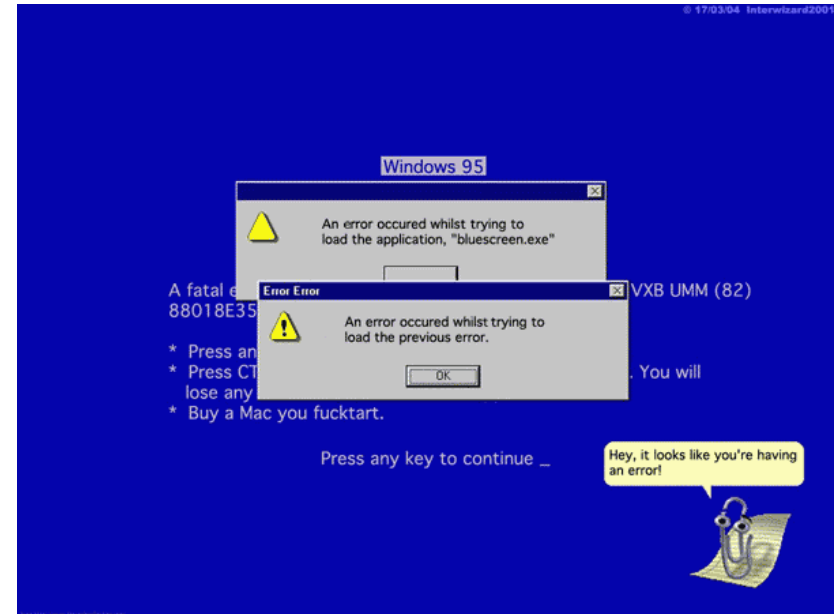 © 17/03/04 Interwizard2001
Windows 95
An error occured whilst trying to
load the application, "bluescreen.exe"
Error Error
An error occured whilst trying to
load the previous error.
OK
A fatal e
VXB UMM (82)
88018E35
* Press an
* Press CT
. You will
lose any
* Buy a Mac you fucktart.
Press any key to continue _
Hey, it looks like you're having
an error!